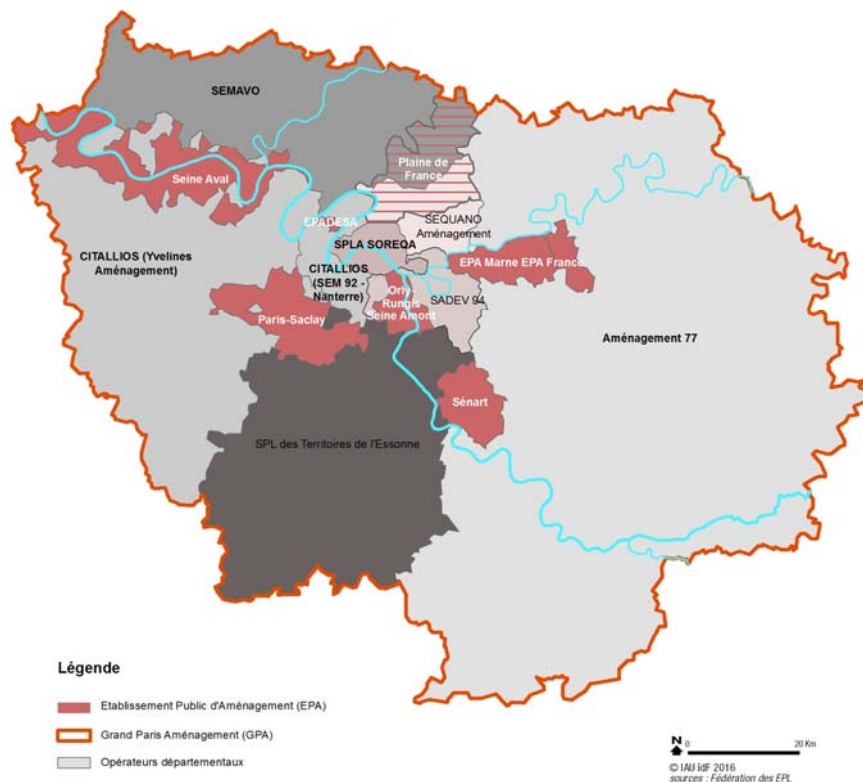 SEMAVO
Plaine de
France
Seine Aval
EPADESA
SEQUANO
Aménagement
SPLA SOREQA
CITALLIOS (Yvelines
Aménagement)
CITALLIOS
(SEM 92 -
Nanterre)
EPA Marne EPA France
Orly-
Rungis
Seine Amont
SADEV 94
Paris-Saclay
Aménagement 77
Sénart
SPL des Territoires de l'Essonne
Légende
Etablissement Public d'Aménagement (EPA)
Grand Paris Aménagement (GPA)
Opérateurs départementaux
N
0 20 Km
© IAU îdF 2016
sources : Fédération des EPL